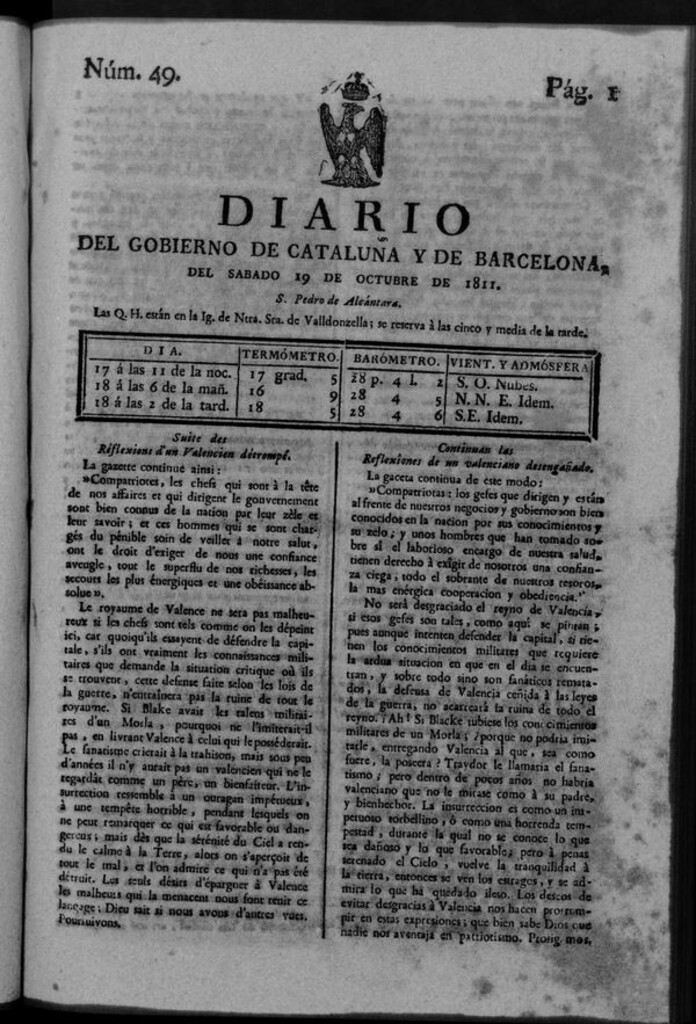 Núm. 49.
Pág. 1
DIARIO
DEL GOBIERNO DE CATALUÑA Y DE BARCELONA,
DEL SABADO 19 DE OCTUBRE DE 1811.
S. Pedro de Alcántara.
Las Q. H. están en la Ig. de Ntra. Sra. de Valldonzella; se reserva á las cinco y media de la tarde.
DIA. TERMÓMETRO. BARÓMETRO. VIENT. Y ADMÓSFERA
17 á las 11 de la noc. 17 grad. 5 28 p. 4 l. 2 S. O. Nubes.
18 á las 6 de la mañ. 16 9 28 4 5 N. N. E. Idem.
18 á las 2 de la tard. 18 5 28 4 6 S.E. Idem.
Suite des
Réflexions d'un Valencien détrompé.
La gazette continue ainsi:
»Compatriotes, les chefs qui sont à la tête
de nos affaires et qui dirigent le gouvernement
sont bien connus de la nation par leur zèle et
leur savoir; et ces hommes qui se sont char-
gés du pénible soin de veiller à notre salut,
ont le droit d'exiger de nous une confiance
aveugle, tout le superflu de nos richesses, les
secours les plus énergiques et une obéissance ab-
solue».
Le royaume de Valence ne sera pas malheu-
reux si les chefs sont tels comme on les dépeint
ici, car quoiqu'ils essayent de défendre la capi-
tale, s'ils ont vraiment les connaissances mili-
taires que demande la situation critique où ils
se trouvent, cette defense faite selon les lois de
la guerre, n'entraînera pas la ruine de tout le
royaume. Si Blake avait les talens militai-
res d'un Morla, pourquoi ne l'imiterait-il
pas, en livrant Valence à celui qui le posséderait.
Le fanatisme crierait à la trahison, mais sous peu
d'années il n'y aurait pas un valencien qui ne le
regardât comme un père, un bienfaiteur. L'in-
surrection ressemble à un ouragan impétueux,
à une tempête horrible, pendant lesquels on
ne peut remarquer ce qui est favorable ou dan-
gereux; mais dès que la sérénité du Ciel a ren-
du le calme à la Terre, alors on s'aperçoit de
tout le mal, et l'on admire ce qui n'a pas été
détruit. Les seuls désirs d'épargner à Valence
les malheurs qui la menacent nous font tenir ce
langage; Dieu sait si nous avons d'autres vues.
Poursuivons.
Continuan las
Reflexiones de un valenciano desengañado.
La gaceta continua de este modo:
»Compatriotas: los gefes que dirigen y están
al frente de nuestros negocios y gobierno son bien
conocidos en la nacion por sus conocimientos y
su zelo; y unos hombres que han tomado so-
bre sí el laborioso encargo de nuestra salud,
tienen derecho á exîgir de nosotros una confian-
za ciega, todo el sobrante de nuestros tesoros,
la mas enérgica cooperacion y obediencia."
No será desgraciado el reyno de Valencia,
si esos gefes son tales, como aqui se pintan;
pues aunque intenten defender la capital, si tie-
nen los conocimientos militares que requiere
la ardua situacion en que en el dia se encuen-
tran, y sobre todo sino son fanáticos remata-
dos, la defensa de Valencia ceñida á las leyes
de la guerra, no acarreará la ruina de todo el
reyno. ¡Ah! Si Blacke tubiese los conocimientos
militares de un Morla; ¿porque no podria imi-
tarle, entregando Valencia al que, sea como
fuere, la poseera? Traydor le llamaria el fana-
tismo; pero dentro de pocos años no habria
valenciano que no le mirase como á su padre,
y bienhechor. La insurreccion es como un im-
petuoso torbellino, ó como una horrenda tem-
pestad, durante la qual no se conoce lo que
sea dañoso y lo que favorable; pero á penas
serenado el Cielo, vuelve la tranquilidad á
la tierra, entonces se ven los estragos, y se ad-
mira lo que há quedado ileso. Los deseos de
evitar desgracias á Valencia nos hacen prorrum-
pir en estas expresiones; que bien sabe Dios que
nadie nos aventaja en patriotismo. Prosig mos.